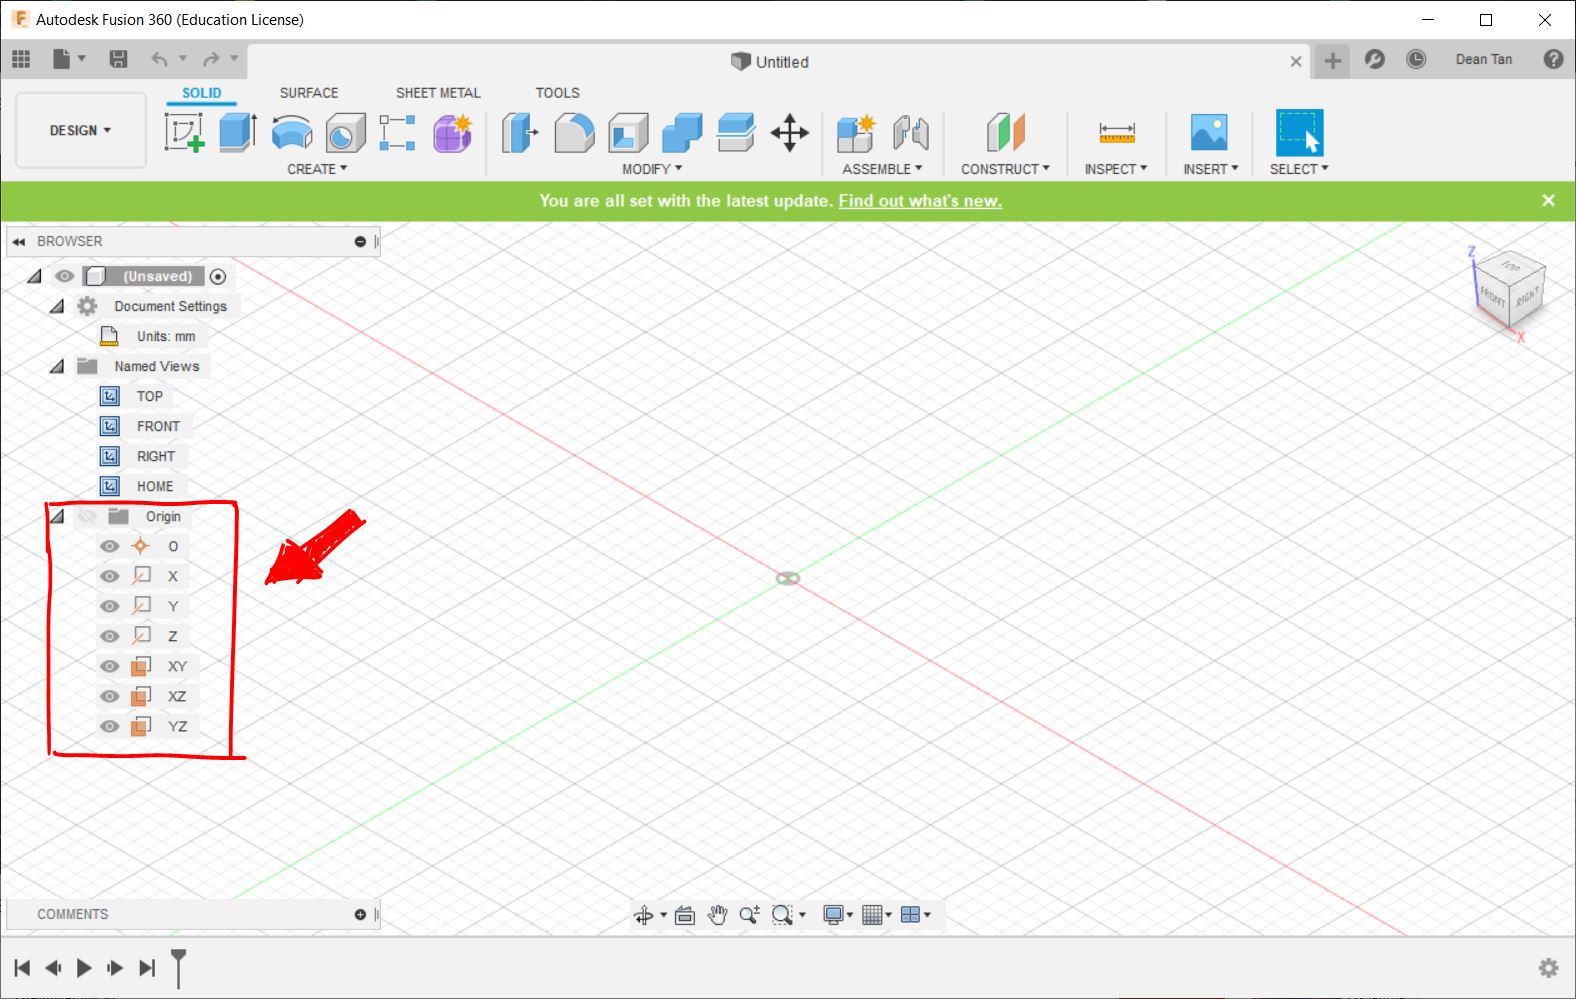 Autodesk Fusion 360 (Education License)
Untitled
Dean Tan
SOLID SURFACE SHEET METAL TOOLS
DESIGN
CREATE MODIFY ASSEMBLE CONSTRUCT INSPECT INSERT SELECT
You are all set with the latest update. Find out what's new.
BROWSER
(Unsaved)
Document Settings
Units: mm
Named Views
TOP
FRONT
RIGHT
HOME
Origin
O
X
Y
Z
XY
XZ
YZ
Z
TOP
FRONT RIGHT
X
COMMENTS